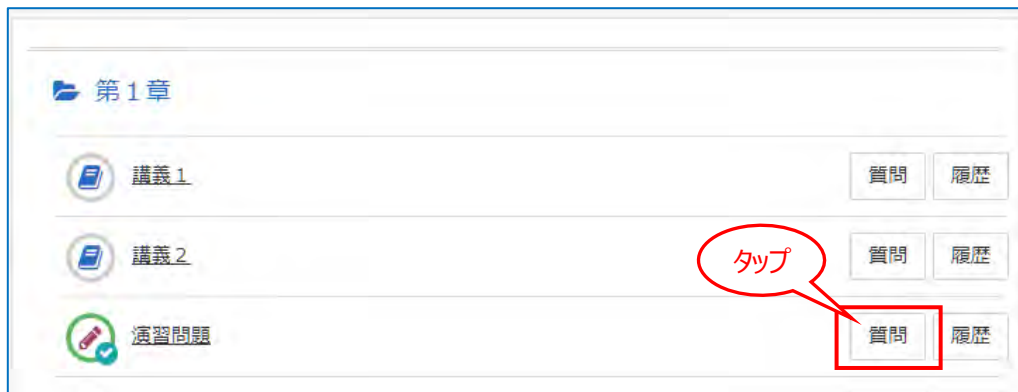 第1章
講義1 質問 履歴
講義2 質問 履歴
タップ
演習問題 質問 履歴